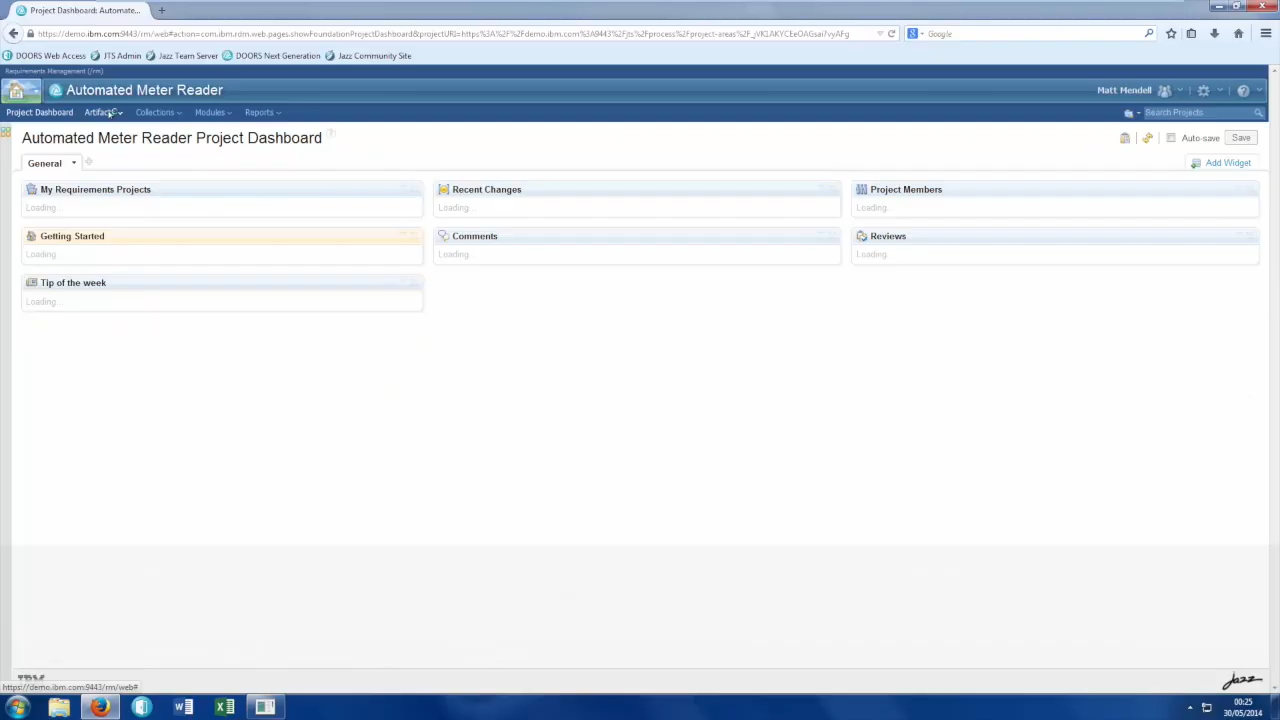 Project Dashboard: Automate...
https://demo.ibm.com:9443/rm/web#action=com.ibm.rdm.web.pages.showFoundationProjectDashboard&projectURI=https%3A%2F%2Fdemo.ibm.com%3A9443%2Fjts%2Fprocess%2Fproject-areas%2F_jVKLAKYCEeOAGsai7vyAFg
Google
DOORS Web Access JTS Admin Jazz Team Server DOORS Next Generation Jazz Community Site
Requirements Management (/rm)
Automated Meter Reader
Matt Mendell
Project Dashboard Artifacts Collections Modules Reports
Search Projects
Automated Meter Reader Project Dashboard
Auto-save Save
General
Add Widget
My Requirements Projects
Loading...
Recent Changes
Loading...
Project Members
Loading...
Getting Started
Loading
Comments
Loading...
Reviews
Loading
Tip of the week
Loading...
IBM
Jazz
https://demo.ibm.com:9443/rm/web#
00:25
30/05/2014